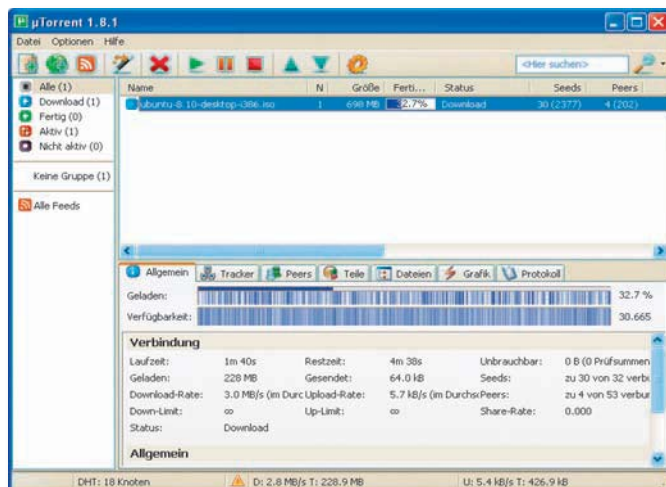 µTorrent 1.8.1
Datei Optionen Hilfe
<Hier suchen>
Alle (1)
Download (1)
Fertig (0)
Aktiv (1)
Nicht aktiv (0)
Keine Gruppe (1)
Alle Feeds
Name N Größe Ferti... Status Seeds Peers
ubuntu-8.10-desktop-i386.iso 1 698 MB 32.7% Download 30 (2377) 4 (202)
Allgemein Tracker Peers Teile Dateien Grafik Protokoll
Geladen: 32.7 %
Verfügbarkeit: 30.665
Verbindung
Laufzeit: 1m 40s Restzeit: 4m 38s Unbrauchbar: 0 B (0 Prüfsummen
Geladen: 228 MB Gesendet: 64.0 kB Seeds: zu 30 von 32 verbu
Download-Rate: 3.0 MB/s (im Durc Upload-Rate: 5.7 kB/s (im Durchsc Peers: zu 4 von 53 verbur
Down-Limit: ∞ Up-Limit: ∞ Share-Rate: 0.000
Status: Download
Allgemein
DHT: 18 Knoten D: 2.8 MB/s T: 228.9 MB U: 5.4 kB/s T: 426.9 kB